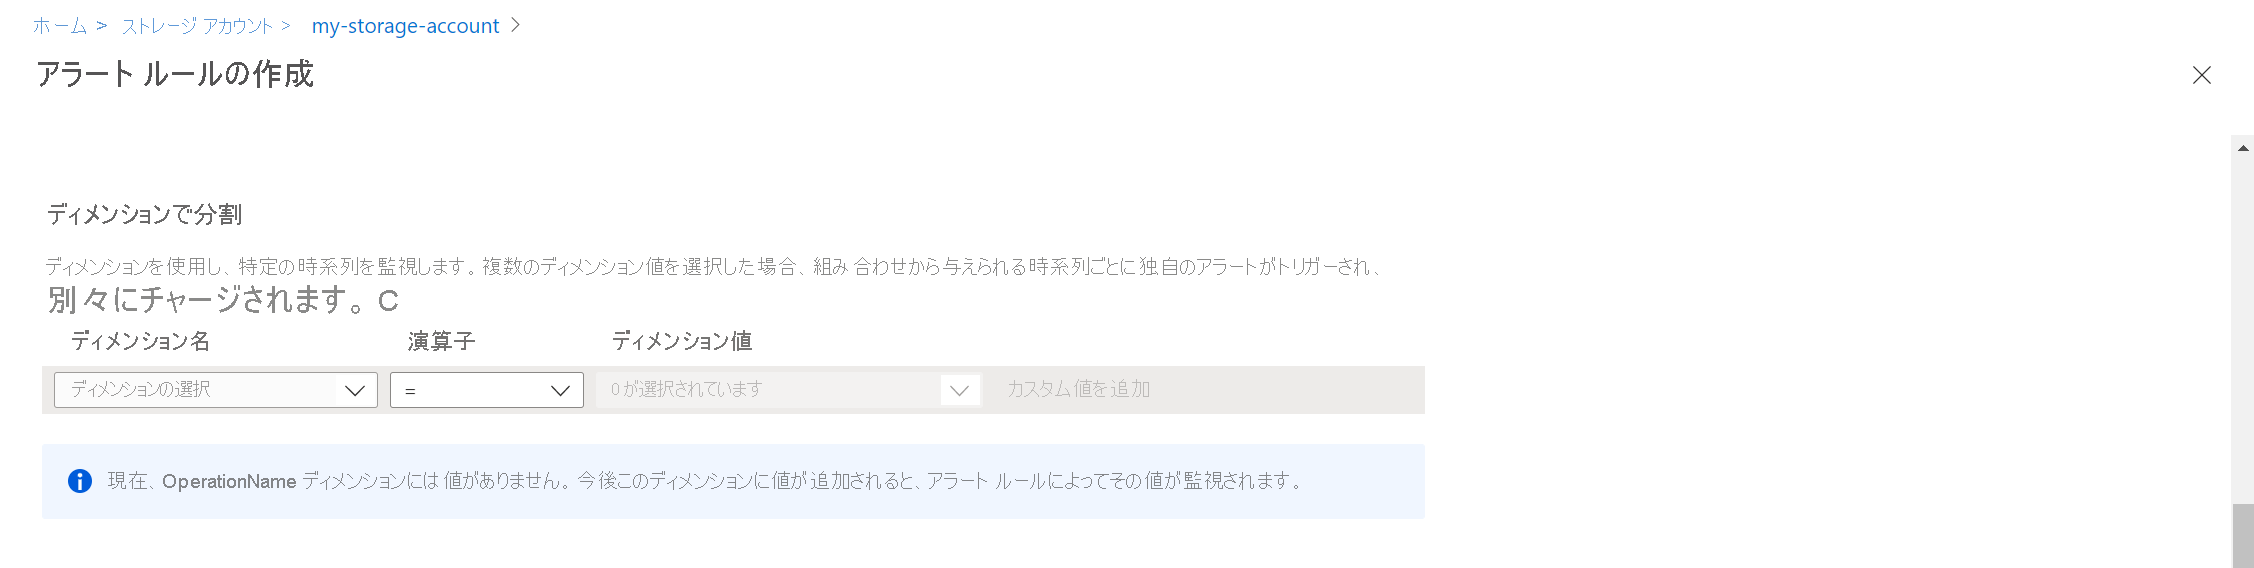 ホーム > ストレージ アカウント > my-storage-account >
アラート ルールの作成
ディメンションで分割
ディメンションを使用し、特定の時系列を監視します。複数のディメンション値を選択した場合、組み合わせから与えられる時系列ごとに独自のアラートがトリガーされ、
別々にチャージされます。C
ディメンション名 演算子 ディメンション値
ディメンションの選択 = 0 が選択されています カスタム値を追加
現在、OperationName ディメンションには値がありません。今後このディメンションに値が追加されると、アラート ルールによってその値が監視されます。